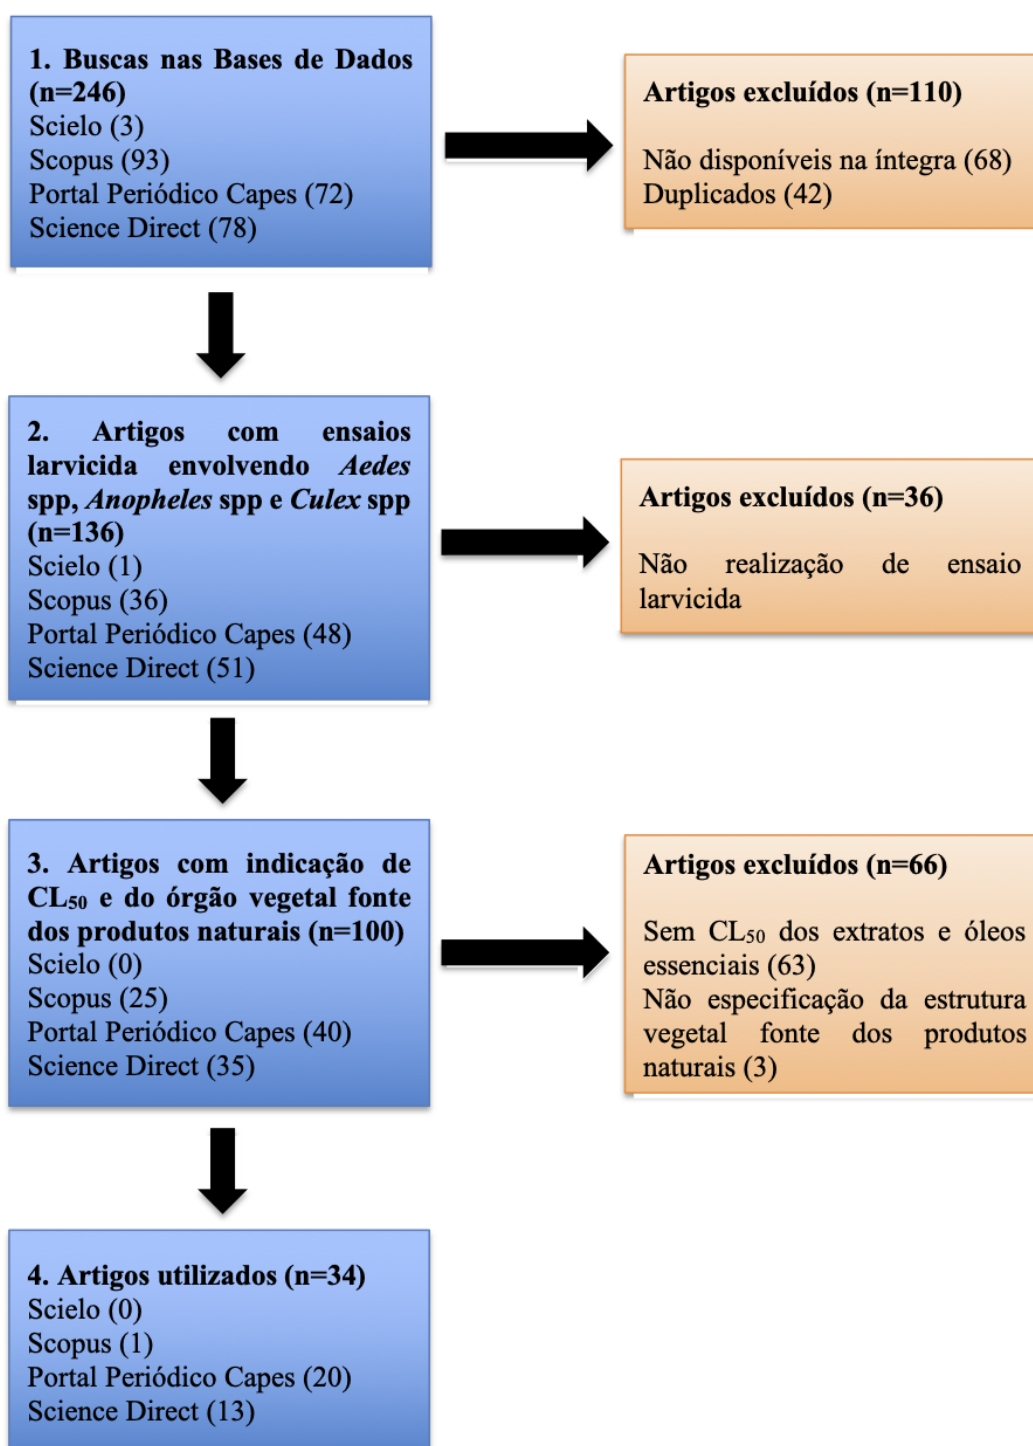 1. Buscas nas Bases de Dados
(n=246)
Scielo (3)
Scopus (93)
Portal Periódico Capes (72)
Science Direct (78)
Artigos excluídos (n=110)
Não disponíveis na íntegra (68)
Duplicados (42)
2. Artigos com ensaios
larvicida envolvendo Aedes
spp, Anopheles spp e Culex spp
(n=136)
Scielo (1)
Scopus (36)
Portal Periódico Capes (48)
Science Direct (51)
Artigos excluídos (n=36)
Não realização de ensaio
larvicida
3. Artigos com indicação de
CL₅₀ e do órgão vegetal fonte
dos produtos naturais (n=100)
Scielo (0)
Scopus (25)
Portal Periódico Capes (40)
Science Direct (35)
Artigos excluídos (n=66)
Sem CL₅₀ dos extratos e óleos
essenciais (63)
Não especificação da estrutura
vegetal fonte dos produtos
naturais (3)
4. Artigos utilizados (n=34)
Scielo (0)
Scopus (1)
Portal Periódico Capes (20)
Science Direct (13)